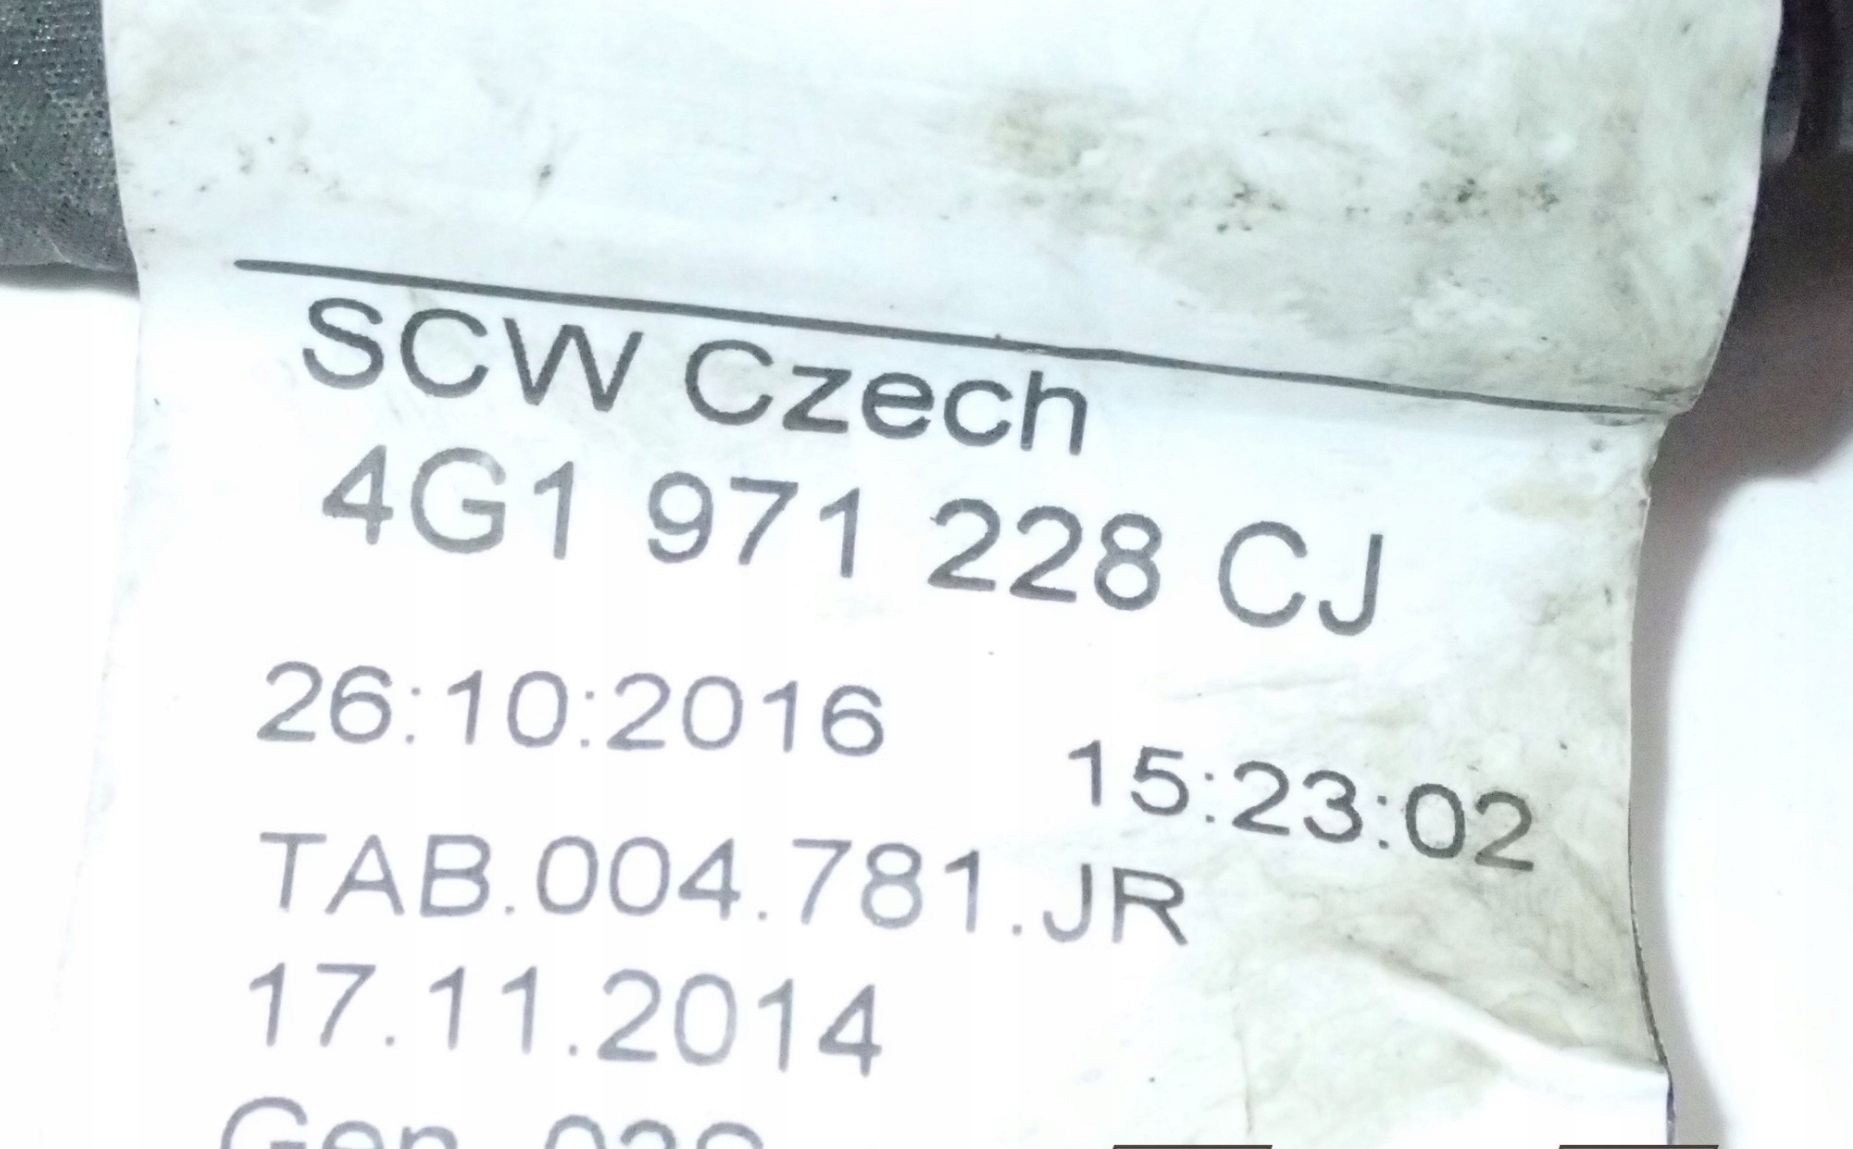 SCW Czech
4G1 971 228 CJ
26:10:2016 15:23:02
TAB.004.781.JR
17.11.2014
Gen